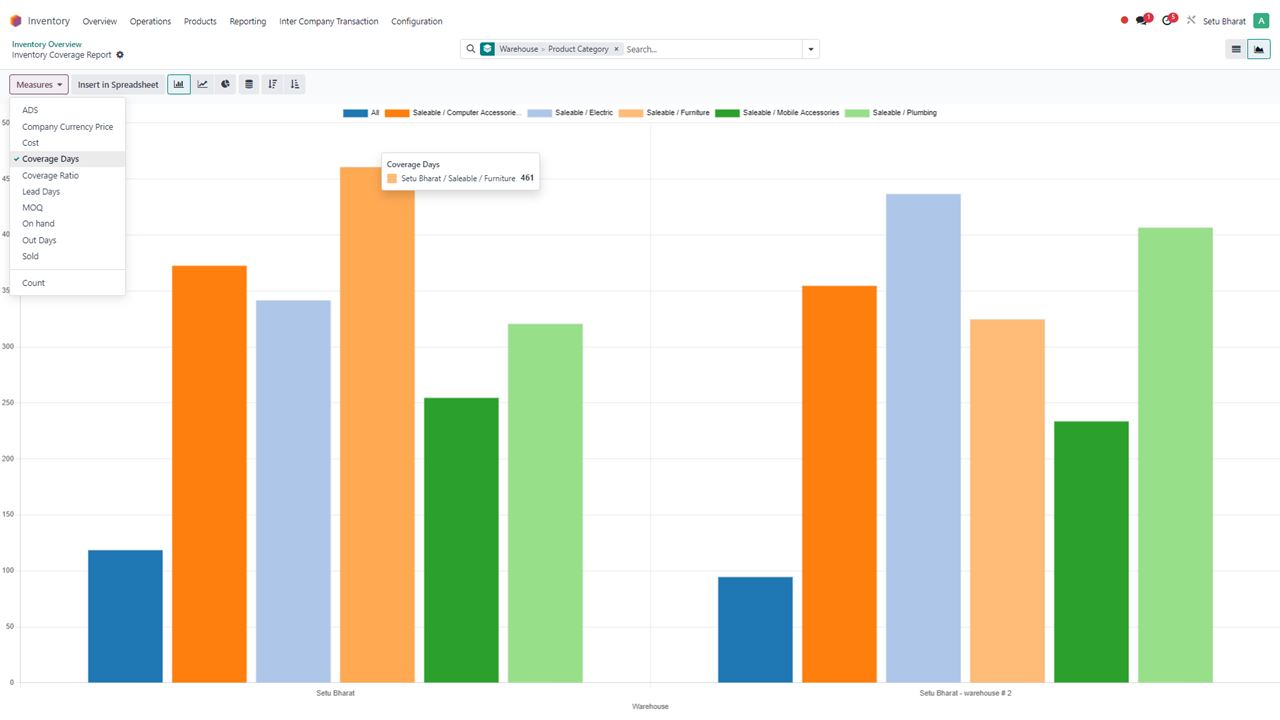 Inventory Overview Operations Products Reporting Inter Company Transaction Configuration 1 5 Setu Bharat A
Inventory Overview
Inventory Coverage Report
Warehouse > Product Category × Search...
Measures Insert in Spreadsheet
ADS
Company Currency Price
Cost
Coverage Days
Coverage Ratio
Lead Days
MOQ
On hand
Out Days
Sold
Count
All Saleable / Computer Accessorie... Saleable / Electric Saleable / Furniture Saleable / Mobile Accessories Saleable / Plumbing
Coverage Days
Setu Bharat / Saleable / Furniture 461
300
250
200
150
100
50
0
Setu Bharat Setu Bharat - warehouse # 2
Warehouse